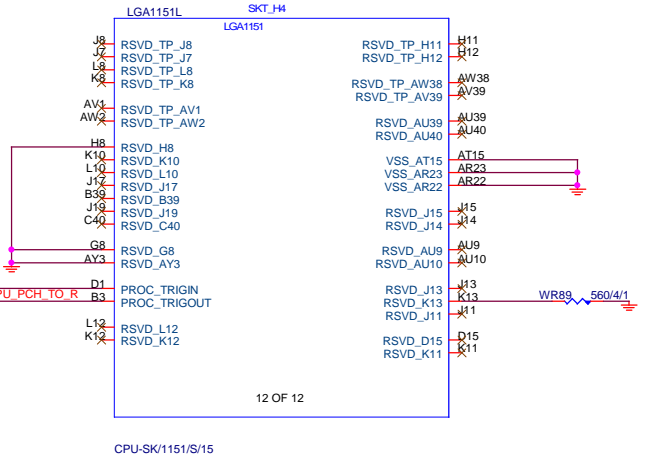 LGA1151L SKT_H4
LGA1151
J8 RSVD_TP_J8 RSVD_TP_H11 H11
J7 RSVD_TP_J7 RSVD_TP_H12 H12
L8 RSVD_TP_L8
K8 RSVD_TP_K8 RSVD_TP_AW38 AW38
RSVD_TP_AV39 AV39
AV1 RSVD_TP_AV1
AW2 RSVD_TP_AW2 RSVD_AU39 AU39
RSVD_AU40 AU40
H8 RSVD_H8
K10 RSVD_K10 VSS_AT15 AT15
L10 RSVD_L10 VSS_AR23 AR23
J17 RSVD_J17 VSS_AR22 AR22
B39 RSVD_B39
J19 RSVD_J19 RSVD_J15 J15
C40 RSVD_C40 RSVD_J14 J14
G8 RSVD_G8 RSVD_AU9 AU9
AY3 RSVD_AY3 RSVD_AU10 AU10
D1 PROC_TRIGIN RSVD_J13 J13
PU_PCH_TO_R B3 PROC_TRIGOUT RSVD_K13 K13 WR89 560/4/1
RSVD_J11 J11
L12 RSVD_L12
K12 RSVD_K12 RSVD_D15 D15
RSVD_K11 K11
12 OF 12
CPU-SK/1151/S/15